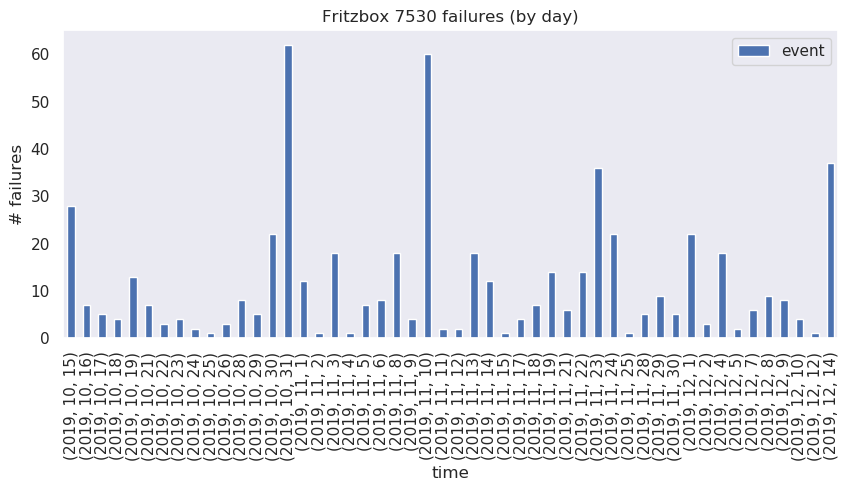 Fritzbox 7530 failures (by day)
event
# failures
60
50
40
30
20
10
0
(2019, 10, 15)
(2019, 10, 16)
(2019, 10, 17)
(2019, 10, 18)
(2019, 10, 19)
(2019, 10, 21)
(2019, 10, 22)
(2019, 10, 23)
(2019, 10, 24)
(2019, 10, 25)
(2019, 10, 26)
(2019, 10, 28)
(2019, 10, 29)
(2019, 10, 30)
(2019, 10, 31)
(2019, 11, 1)
(2019, 11, 2)
(2019, 11, 3)
(2019, 11, 4)
(2019, 11, 5)
(2019, 11, 6)
(2019, 11, 8)
(2019, 11, 9)
(2019, 11, 10)
(2019, 11, 11)
(2019, 11, 12)
(2019, 11, 13)
(2019, 11, 14)
(2019, 11, 15)
(2019, 11, 17)
(2019, 11, 18)
(2019, 11, 19)
(2019, 11, 21)
(2019, 11, 22)
(2019, 11, 23)
(2019, 11, 24)
(2019, 11, 25)
(2019, 11, 28)
(2019, 11, 29)
(2019, 11, 30)
(2019, 12, 1)
(2019, 12, 2)
(2019, 12, 4)
(2019, 12, 5)
(2019, 12, 7)
(2019, 12, 8)
(2019, 12, 9)
(2019, 12, 10)
(2019, 12, 12)
(2019, 12, 14)
time